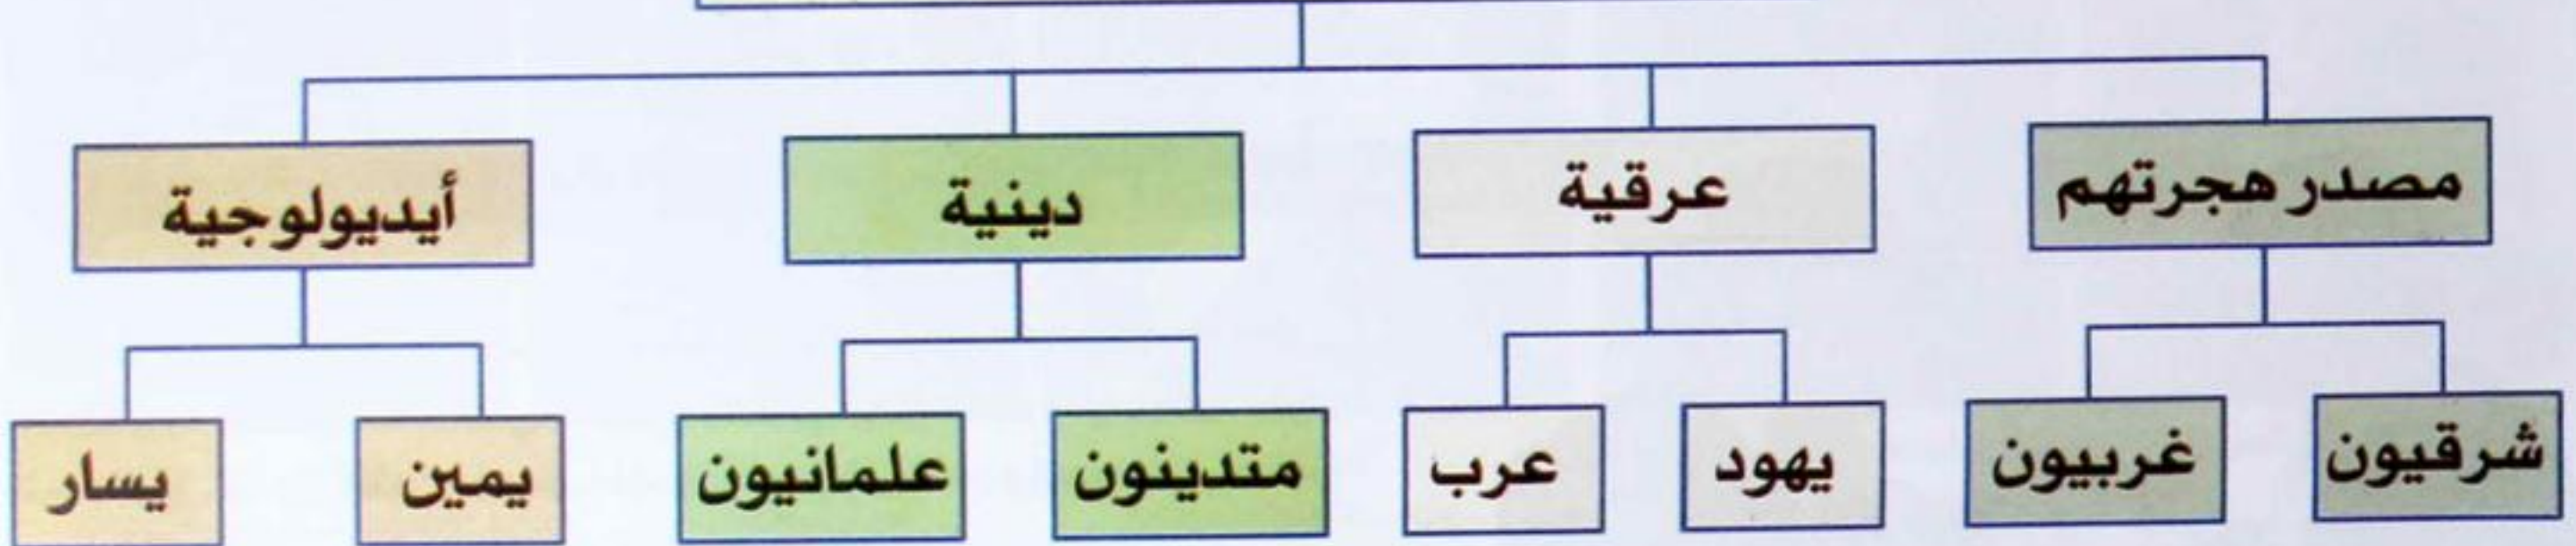 مصدر هجرتهم
عرقية
دينية
أيديولوجية
شرقيون
غربيون
يهود
عرب
متدينون
علمانيون
يمين
يسار